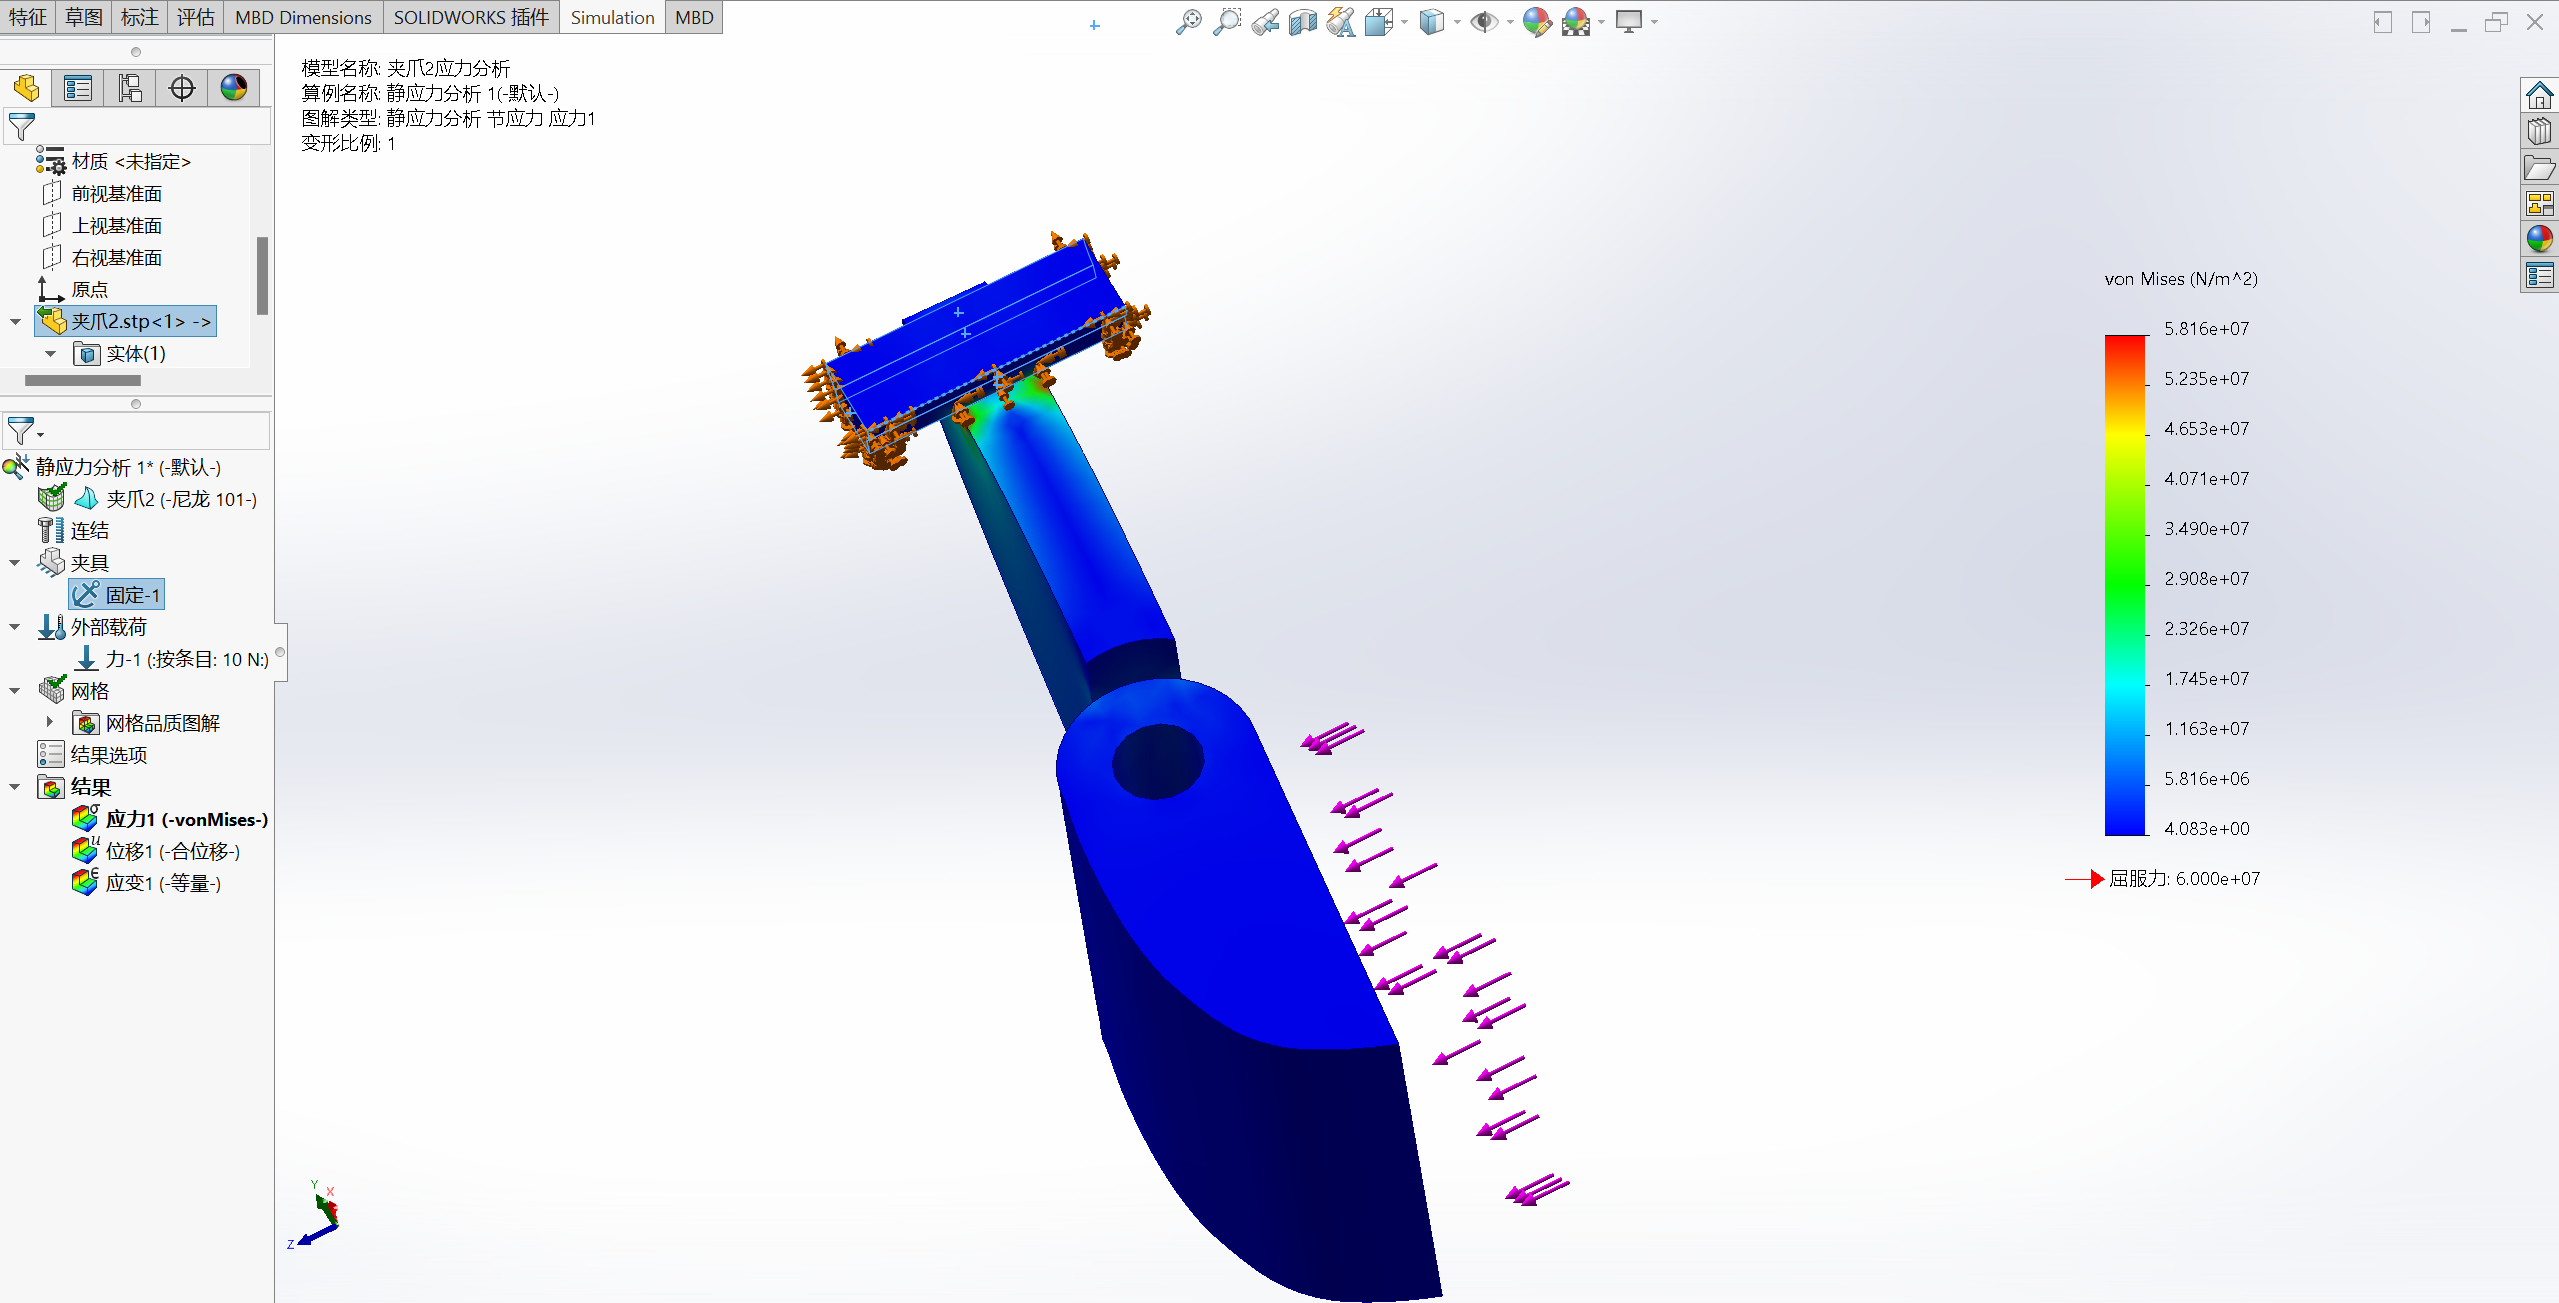 特征 草图 标注 评估 MBD Dimensions SOLIDWORKS 插件 Simulation MBD
模型名称: 夹爪2应力分析
算例名称: 静应力分析 1(-默认-)
图解类型: 静应力分析 节应力 应力1
变形比例: 1
材质 <未指定>
前视基准面
上视基准面
右视基准面
原点
夹爪2.stp<1> ->
实体(1)
静应力分析 1* (-默认-)
夹爪2 (-尼龙 101-)
连结
夹具
固定-1
外部载荷
力-1 (:按条目: 10 N:)
网格
网格品质图解
结果选项
结果
应力1 (-vonMises-)
位移1 (-合位移-)
应变1 (-等量-)
von Mises (N/m^2)
5.816e+07
5.235e+07
4.653e+07
4.071e+07
3.490e+07
2.908e+07
2.326e+07
1.745e+07
1.163e+07
5.816e+06
4.083e+00
屈服力: 6.000e+07
Y X
Z